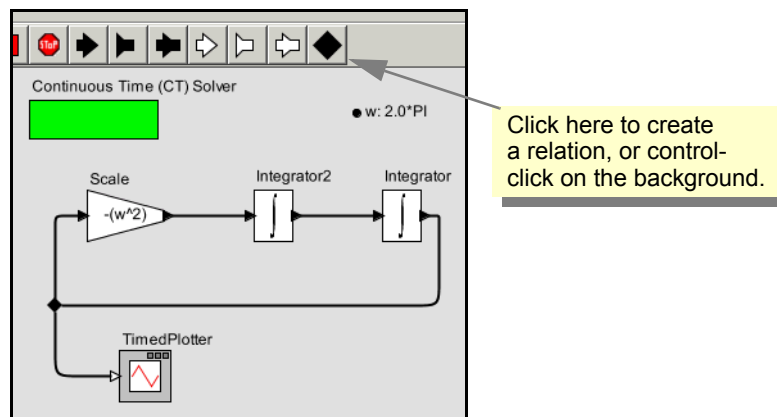 STOP
Continuous Time (CT) Solver
w: 2.0*PI
Click here to create
a relation, or control-
click on the background.
Scale
Integrator2
Integrator
-(w^2)
∫
∫
TimedPlotter